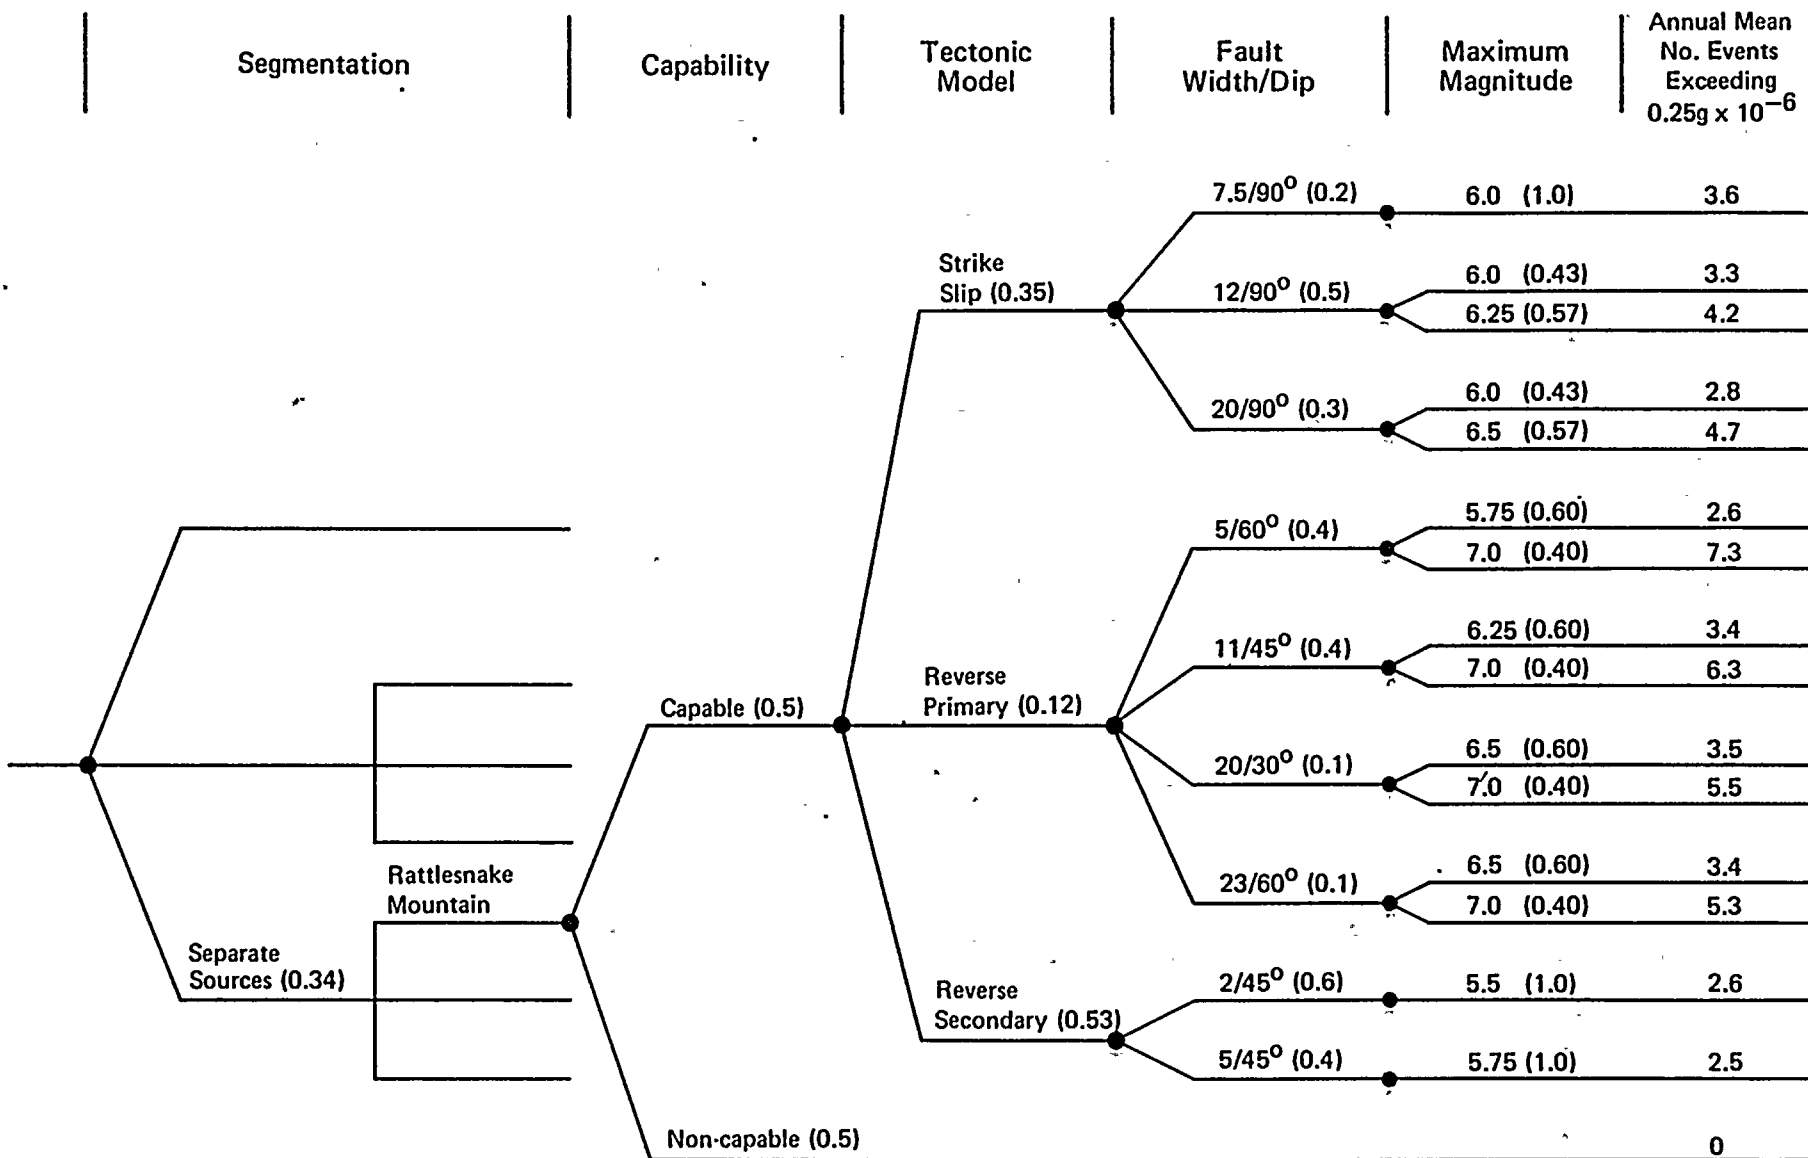 Segmentation
Capability
Tectonic
Model
Fault
Width/Dip
Maximum
Magnitude
Annual Mean
No. Events
Exceeding
0.25g x 10⁻⁶
7.5/90° (0.2)
6.0 (1.0)
3.6
Strike
Slip (0.35)
12/90° (0.5)
6.0 (0.43)
3.3
6.25 (0.57)
4.2
20/90° (0.3)
6.0 (0.43)
2.8
6.5 (0.57)
4.7
5/60° (0.4)
5.75 (0.60)
2.6
7.0 (0.40)
7.3
Capable (0.5)
Reverse
Primary (0.12)
11/45° (0.4)
6.25 (0.60)
3.4
7.0 (0.40)
6.3
20/30° (0.1)
6.5 (0.60)
3.5
7.0 (0.40)
5.5
23/60° (0.1)
6.5 (0.60)
3.4
7.0 (0.40)
5.3
Rattlesnake
Mountain
Separate
Sources (0.34)
Reverse
Secondary (0.53)
2/45° (0.6)
5.5 (1.0)
2.6
5/45° (0.4)
5.75 (1.0)
2.5
Non-capable (0.5)
0